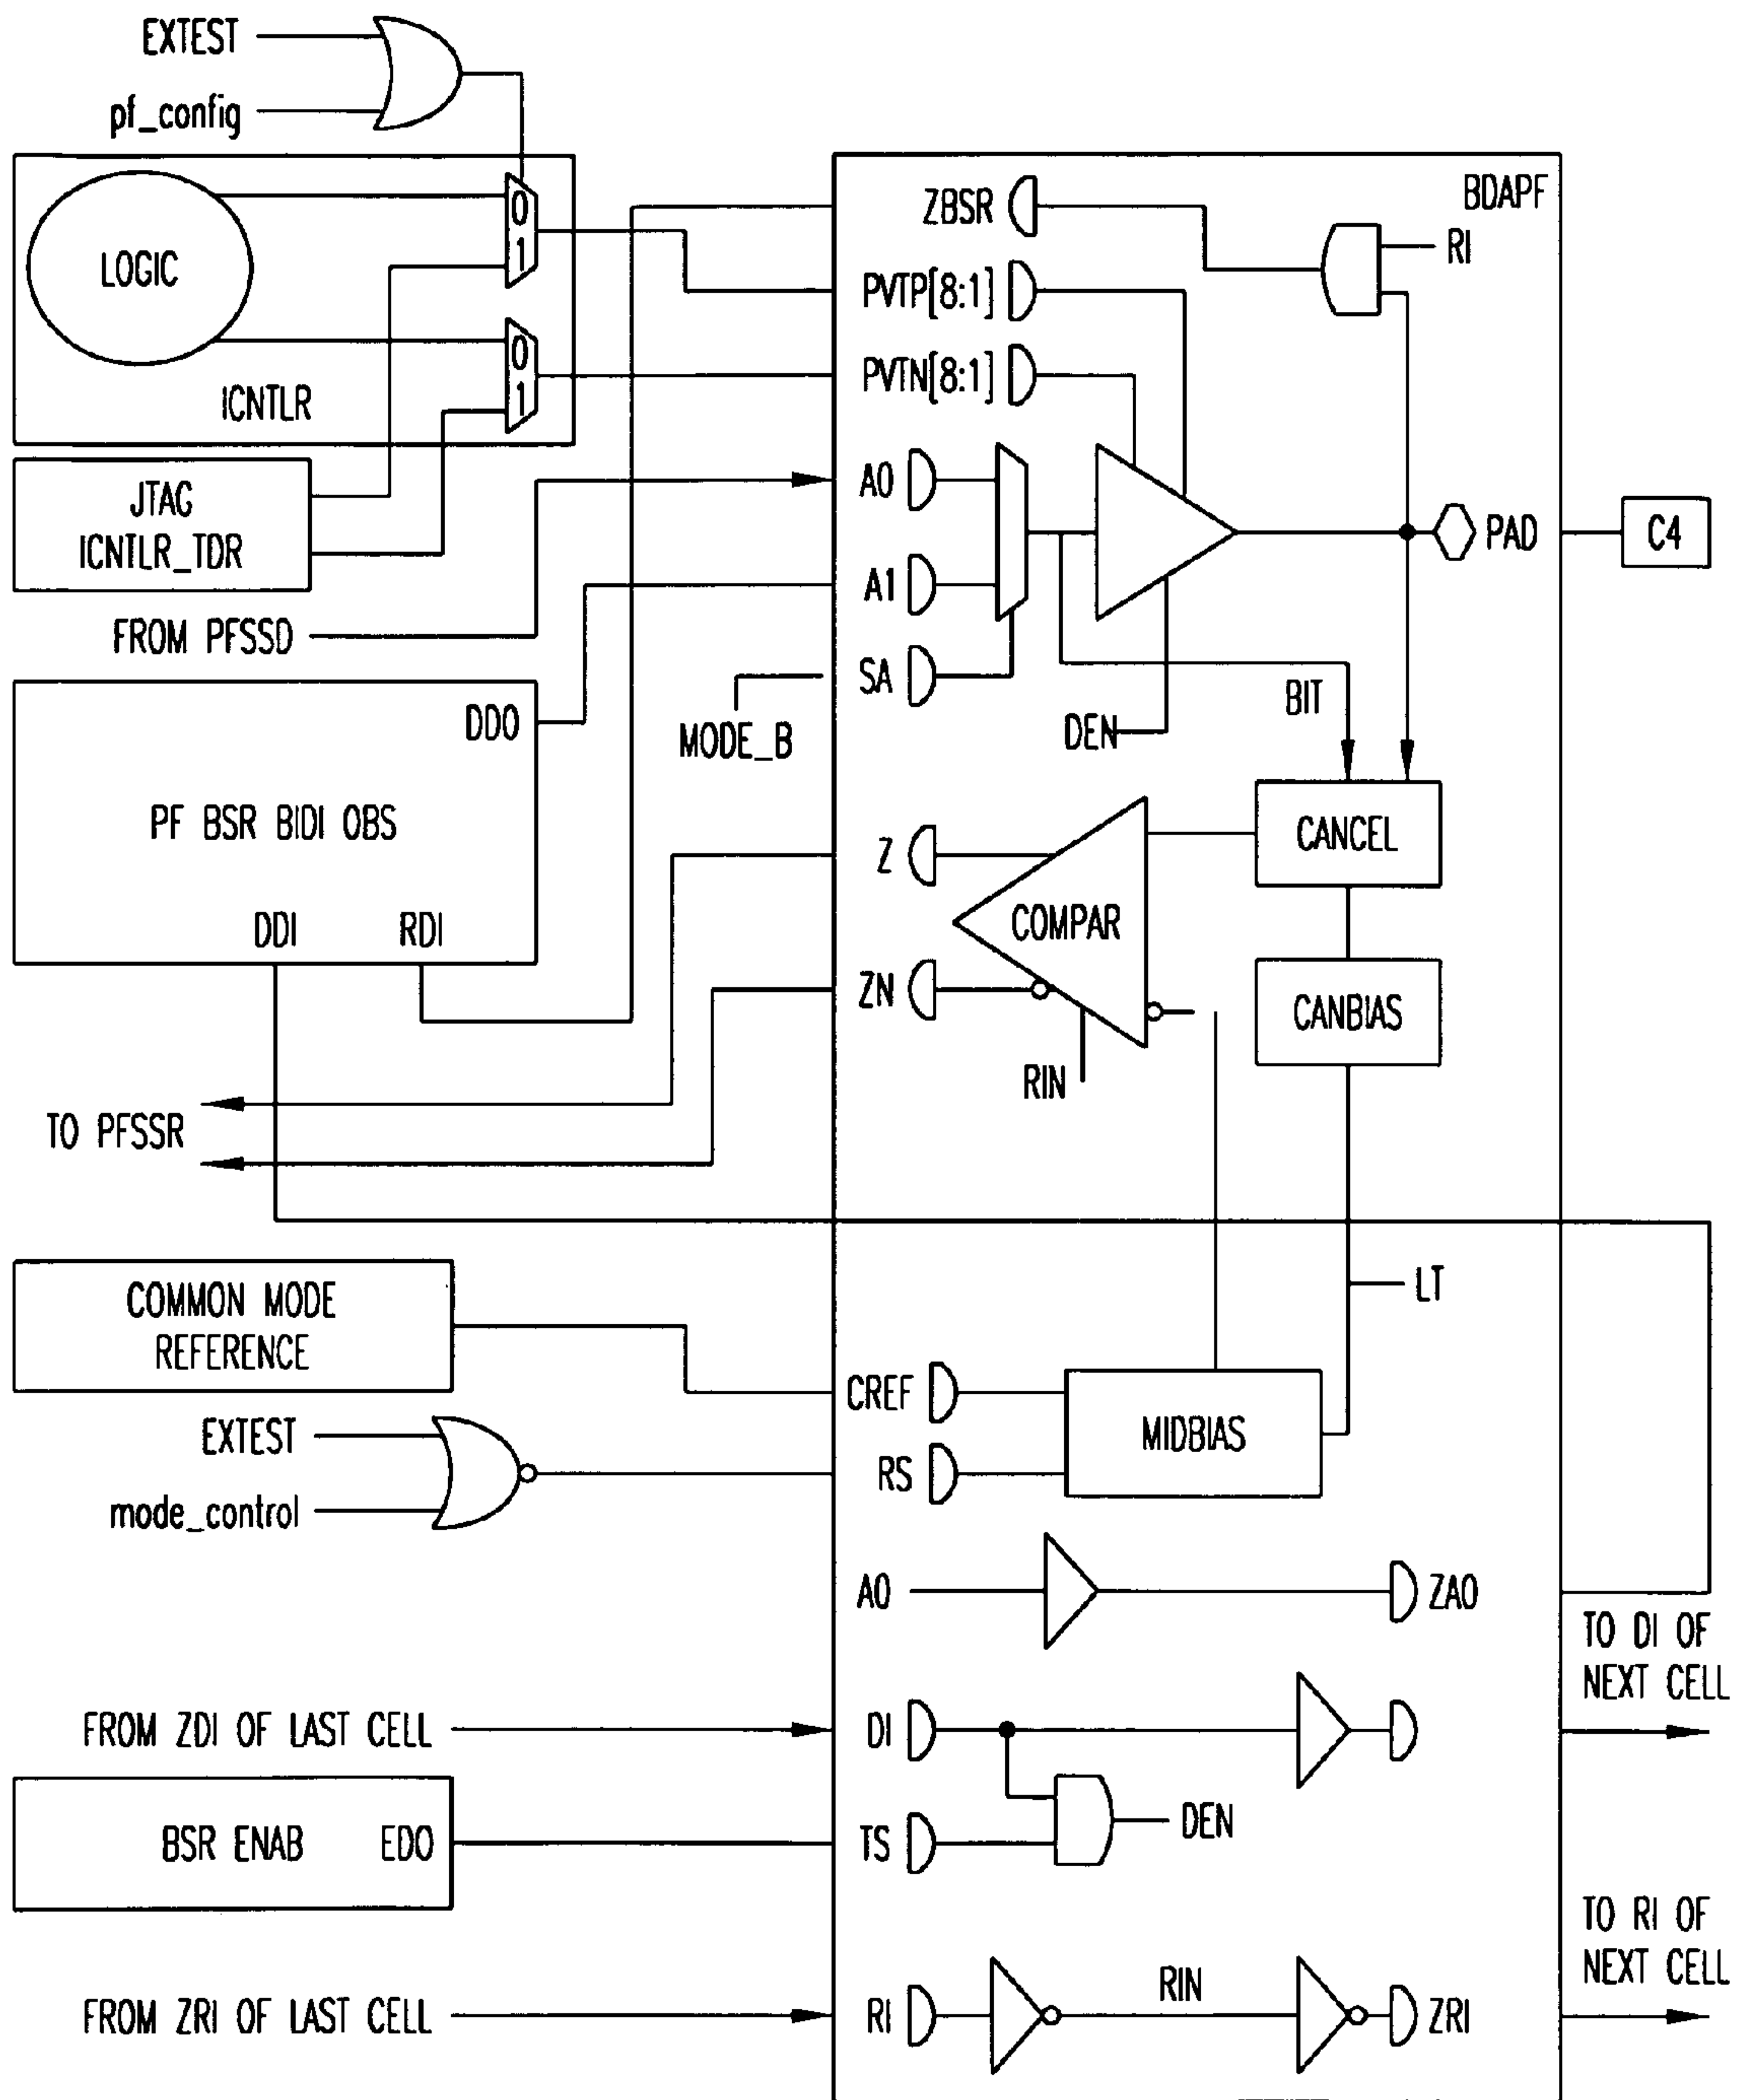 EXTEST
pf_config
LOGIC
0
1
0
1
ICNTLR
JTAG
ICNTLR_TDR
FROM PFSSD
DDO
PF BSR BIDI OBS
DDI
RDI
TO PFSSR
COMMON MODE
REFERENCE
EXTEST
mode_control
FROM ZDI OF LAST CELL
BSR ENAB
EDO
FROM ZRI OF LAST CELL
MODE_B
BDAPF
ZBSR
RI
PVTP[8:1]
PVTN[8:1]
A0
A1
SA
DEN
BIT
PAD
C4
Z
COMPAR
CANCEL
ZN
CANBIAS
RIN
LT
CREF
MIDBIAS
RS
A0
ZA0
DI
TS
DEN
RI
RIN
ZRI
TO DI OF
NEXT CELL
TO RI OF
NEXT CELL